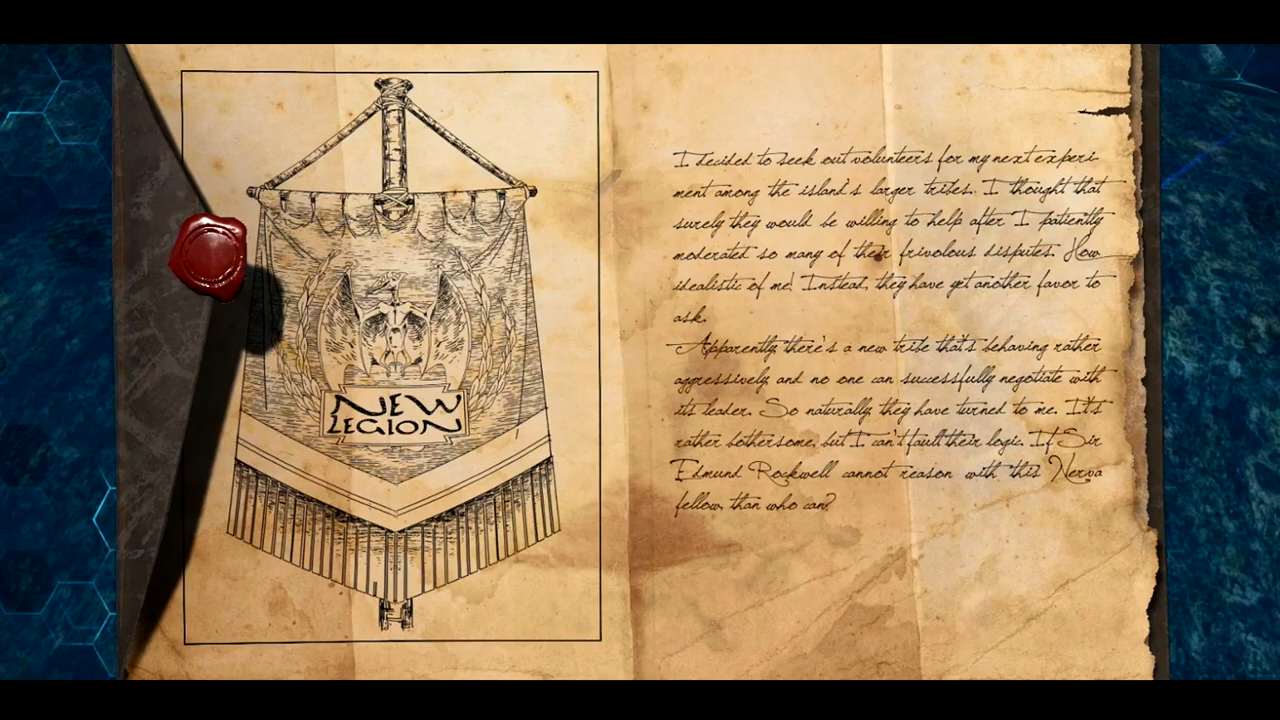 NEW
LEGION
I decided to seek out volunteers for my next experi-
ment among the island's larger tribes. I thought that
surely they would be willing to help after I patiently
moderated so many of their frivolous disputes. How
idealistic of me! Instead, they have yet another favor to
ask.
Apparently, there's a new tribe that's behaving rather
aggressively, and no one can successfully negotiate with
its leader. So naturally, they have turned to me. It's
rather bothersome, but I can't fault their logic. If Sir
Edmund Rockwell cannot reason with this Nerva
fellow, than who can?